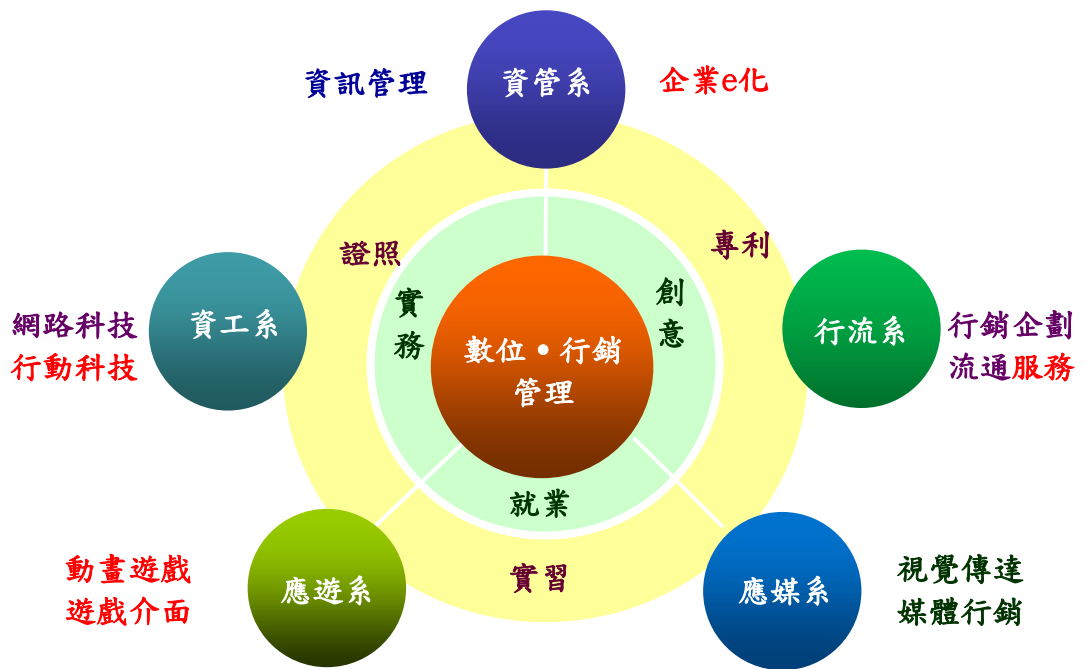 資訊管理
資管系
企業e化
證照
專利
實務
創意
網路科技
行動科技
資工系
數位•行銷
管理
行流系
行銷企劃
流通服務
就業
實習
動畫遊戲
遊戲介面
應遊系
應媒系
視覺傳達
媒體行銷